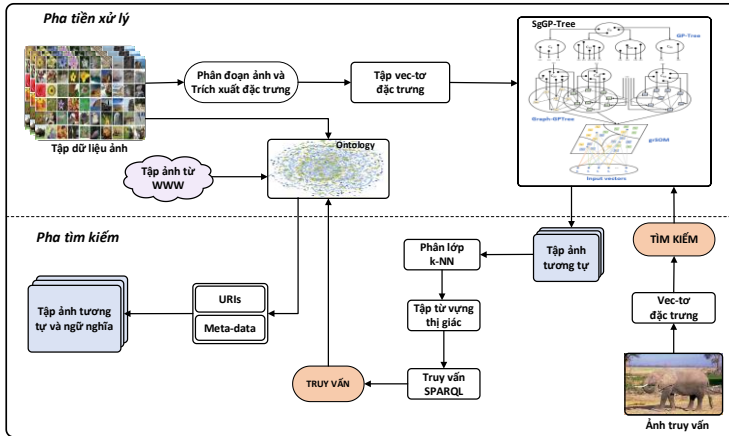 Pha tiền xử lý
SgGP-Tree
GP-Tree
Phân đoạn ảnh và
Trích xuất đặc trưng
Tập vec-tơ
đặc trưng
Graph-GPTree
grSOM
Input vectors
Tập dữ liệu ảnh
Ontology
Tập ảnh từ
WWW
Pha tìm kiếm
Phân lớp
k-NN
Tập ảnh
tương tự
TÌM KIẾM
Tập ảnh tương
tự và ngữ nghĩa
URIs
Meta-data
Tập từ vựng
thị giác
Vec-tơ
đặc trưng
TRUY VẤN
Truy vấn
SPARQL
Ảnh truy vấn